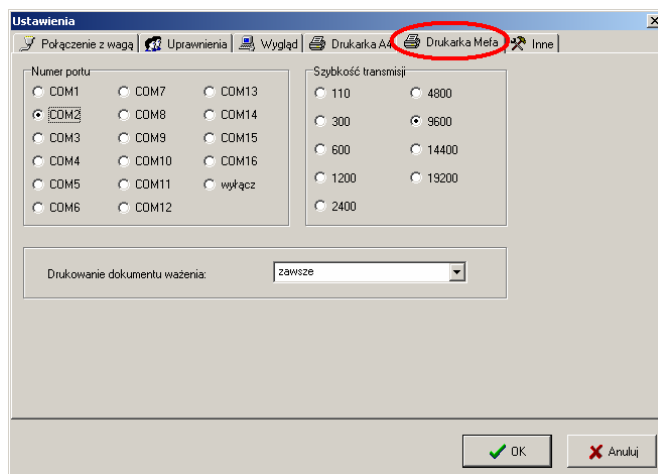 Ustawienia
Połączenie z wagą Uprawnienia Wygląd Drukarka A4 Drukarka Mefa Inne
Numer portu
COM1 COM7 COM13
COM2 COM8 COM14
COM3 COM9 COM15
COM4 COM10 COM16
COM5 COM11 wyłącz
COM6 COM12
Szybkość transmisji
110 4800
300 9600
600 14400
1200 19200
2400
Drukowanie dokumentu ważenia: zawsze
OK Anuluj